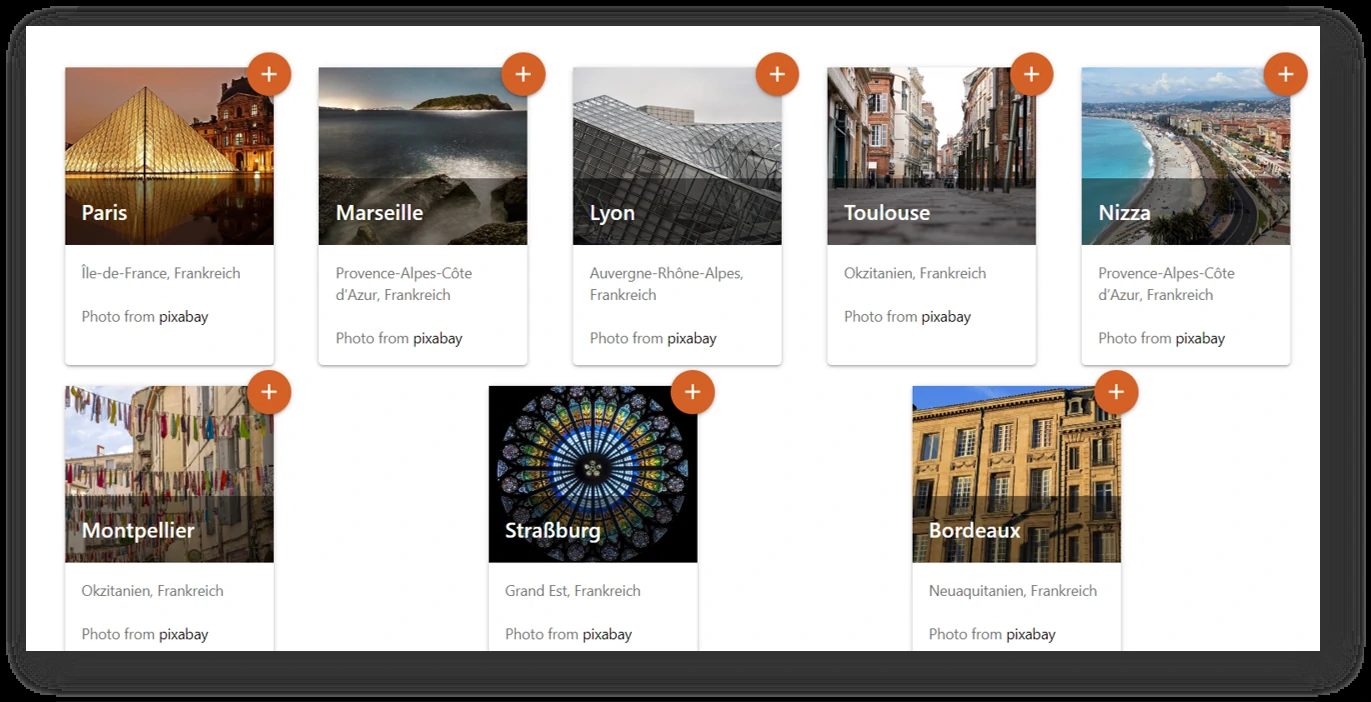 Paris
Île-de-France, Frankreich
Photo from pixabay
Marseille
Provence-Alpes-Côte
d'Azur, Frankreich
Photo from pixabay
Lyon
Auvergne-Rhône-Alpes,
Frankreich
Photo from pixabay
Toulouse
Okzitanien, Frankreich
Photo from pixabay
Nizza
Provence-Alpes-Côte
d'Azur, Frankreich
Photo from pixabay
Montpellier
Okzitanien, Frankreich
Photo from pixabay
Straßburg
Grand Est, Frankreich
Photo from pixabay
Bordeaux
Neuaquitanien, Frankreich
Photo from pixabay